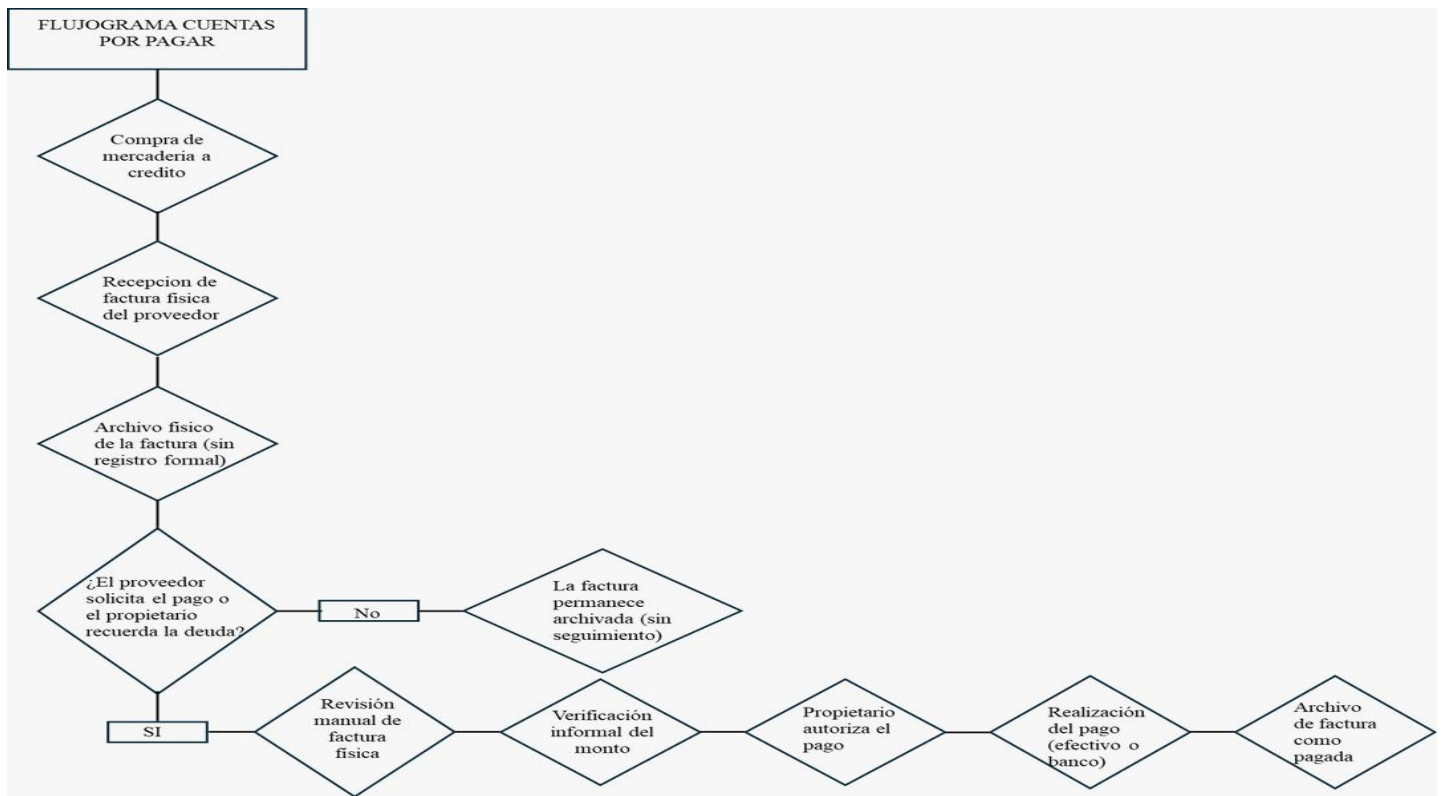 FLUJOGRAMA CUENTAS
POR PAGAR
Compra de
mercaderia a
credito
Recepcion de
factura fisica
del proveedor
Archivo fisico
de la factura (sin
registro formal)
¿El proveedor
solicita el pago o
el propietario
recuerda la deuda?
No
La factura
permanece
archivada (sin
seguimiento)
SI
Revisión
manual de
factura
física
Verificación
informal del
monto
Propietario
autoriza el
pago
Realización
del pago
(efectivo o
banco)
Archivo
de factura
como
pagada